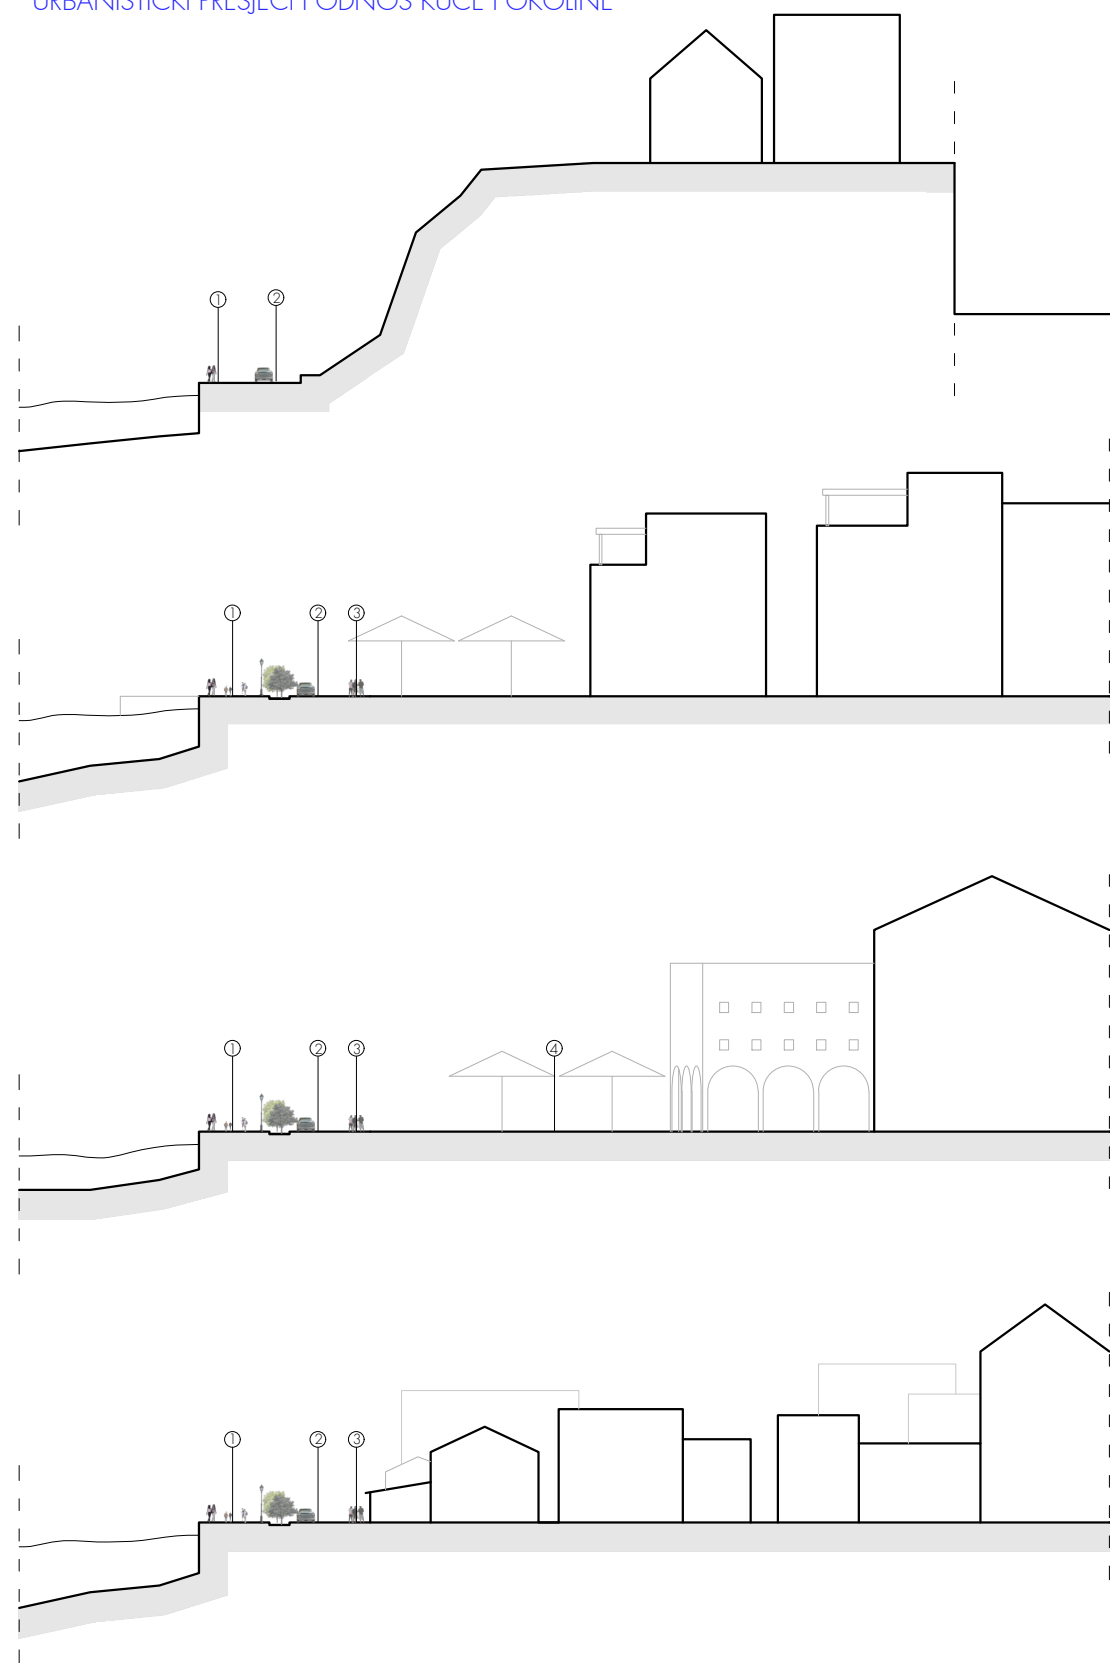 URBANISTIČKI PRESJECI I ODNOS KUĆE I OKOLINE
1 2
1 2 3
1 2 3 4
1 2 3